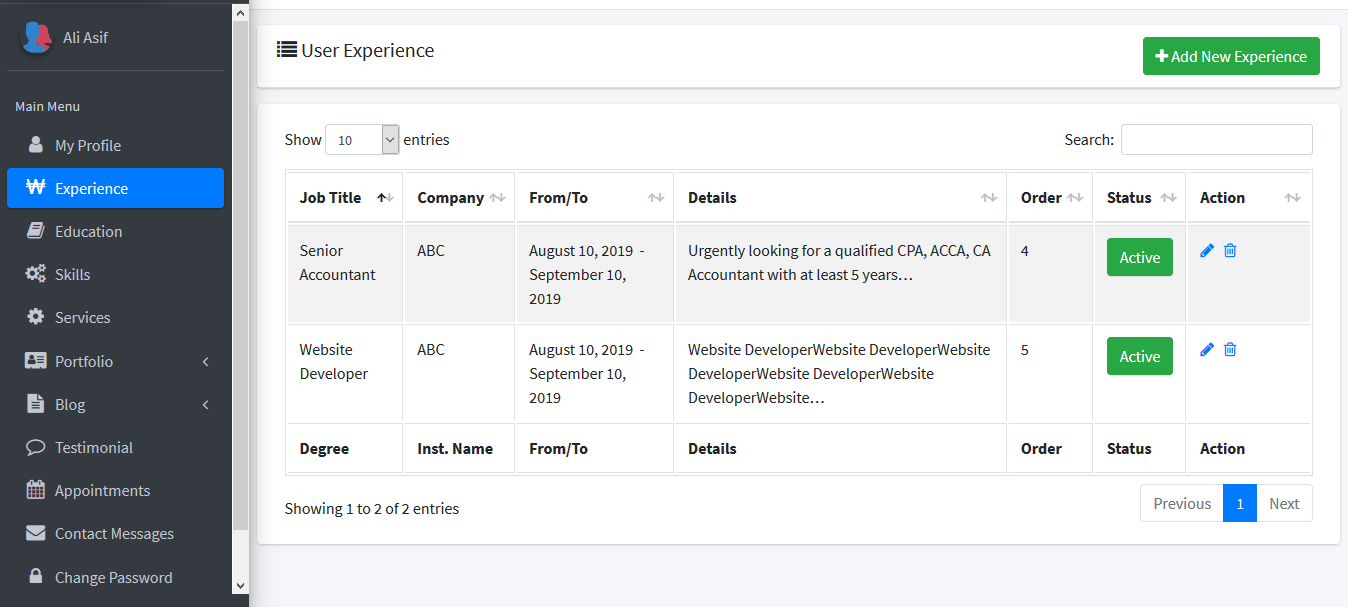 Ali Asif
Main Menu
My Profile
Experience
Education
Skills
Services
Portfolio
Blog
Testimonial
Appointments
Contact Messages
Change Password
User Experience
Add New Experience
Show 10 entries
Search:
Job Title Company From/To Details Order Status Action
Senior
Accountant
ABC
August 10, 2019 -
September 10,
2019
Urgently looking for a qualified CPA, ACCA, CA
Accountant with at least 5 years...
4
Active
Website
Developer
ABC
August 10, 2019 -
September 10,
2019
Website DeveloperWebsite DeveloperWebsite
DeveloperWebsite DeveloperWebsite
DeveloperWebsite...
5
Active
Degree Inst. Name From/To Details Order Status Action
Showing 1 to 2 of 2 entries
Previous 1 Next